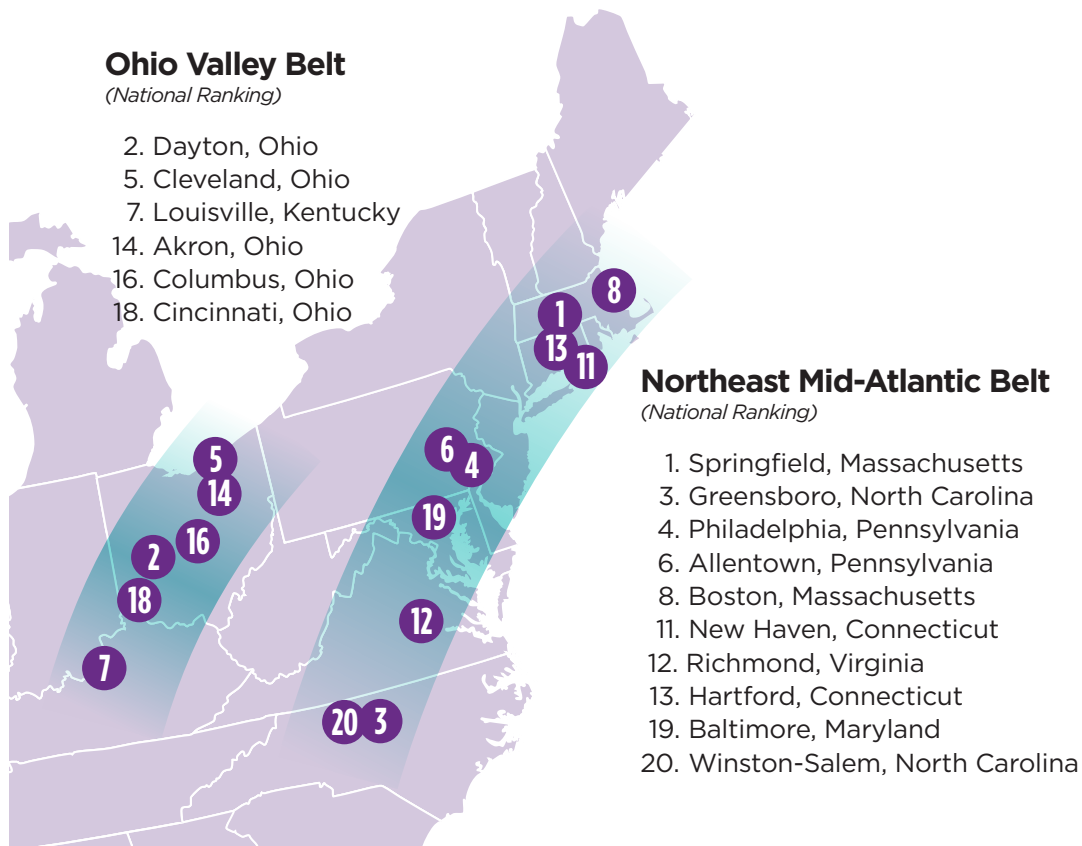 Ohio Valley Belt
(National Ranking)
2. Dayton, Ohio
5. Cleveland, Ohio
7. Louisville, Kentucky
14. Akron, Ohio
16. Columbus, Ohio
18. Cincinnati, Ohio
8
1
13
11
Northeast Mid-Atlantic Belt
(National Ranking)
1. Springfield, Massachusetts
3. Greensboro, North Carolina
4. Philadelphia, Pennsylvania
6. Allentown, Pennsylvania
8. Boston, Massachusetts
11. New Haven, Connecticut
12. Richmond, Virginia
13. Hartford, Connecticut
19. Baltimore, Maryland
20. Winston-Salem, North Carolina
5
14
16
2
18
7
6
4
19
12
20
3